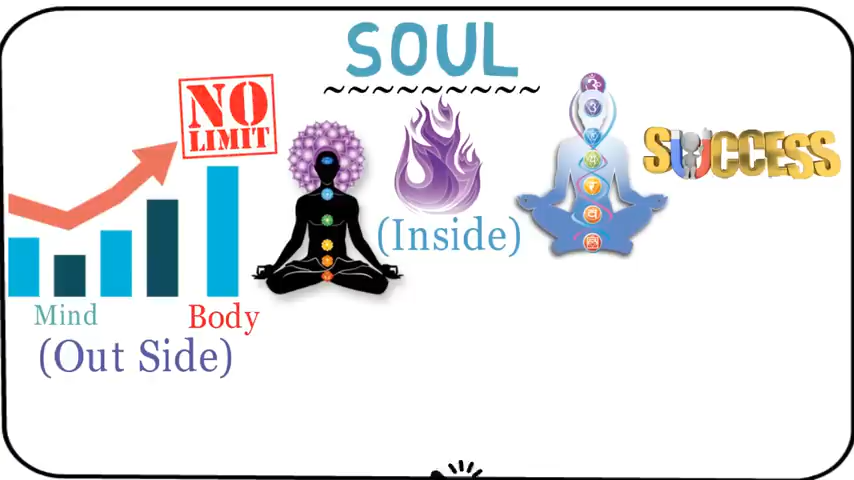 SOUL
NO
LIMIT
SUCCESS
(Inside)
Mind
Body
(Out Side)